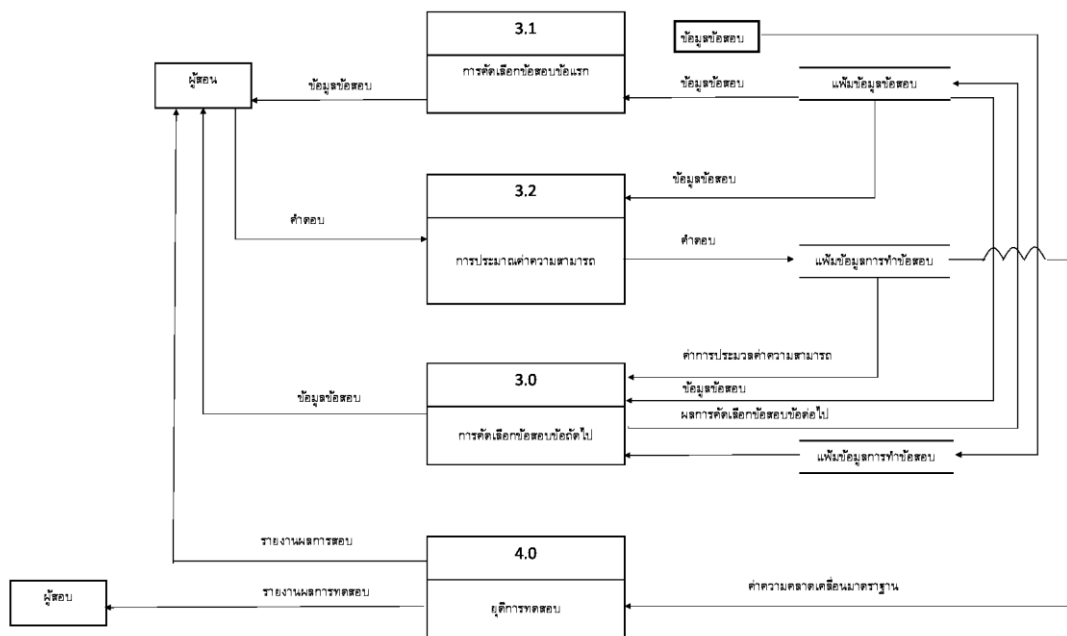 3.1
ข้อมูลข้อสอบ
ผู้สอน
การคัดเลือกข้อสอบข้อแรก
ข้อมูลข้อสอบ
ข้อมูลข้อสอบ
แฟ้มข้อมูลข้อสอบ
3.2
ข้อมูลข้อสอบ
คำตอบ
คำตอบ
การประมาณค่าความสามารถ
แฟ้มข้อมูลการทำข้อสอบ
ค่าการประมวลค่าความสามารถ
3.0
ข้อมูลข้อสอบ
ข้อมูลข้อสอบ
ผลการคัดเลือกข้อสอบข้อต่อไป
การคัดเลือกข้อสอบข้อถัดไป
แฟ้มข้อมูลการทำข้อสอบ
รายงานผลการสอบ
4.0
ผู้สอบ
รายงานผลการทดสอบ
ค่าความคลาดเคลื่อนมาตราฐาน
ยุติการทดสอบ